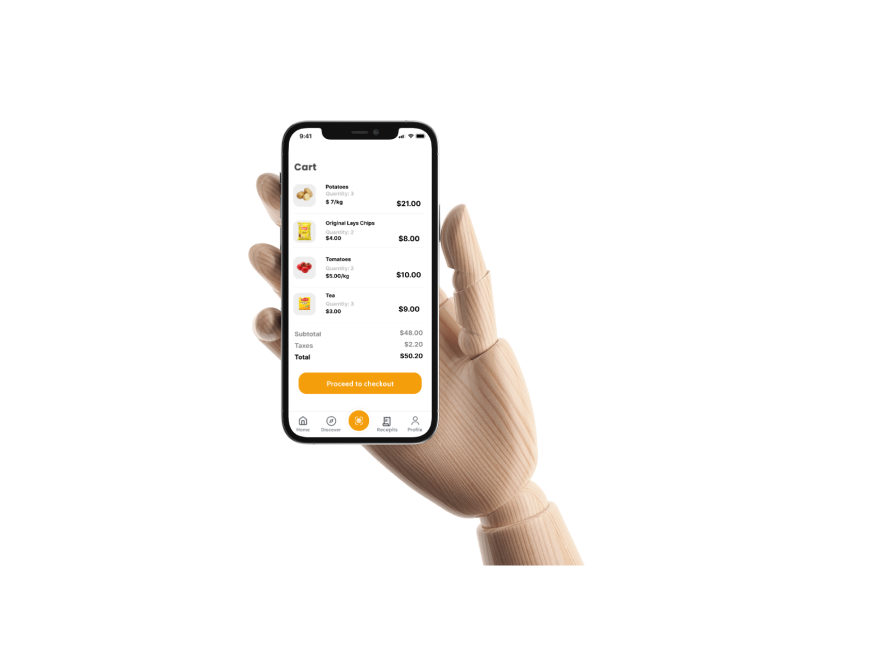 9:41
Cart
Potatoes
Quantity: 3
$ 7/kg
$21.00
Original Lays Chips
Quantity: 2
$4.00
$8.00
Tomatoes
Quantity: 2
$5.00/kg
$10.00
Tea
Quantity: 3
$3.00
$9.00
Subtotal $48.00
Taxes $2.20
Total $50.20
Proceed to checkout
Home Discover Receipts Profile